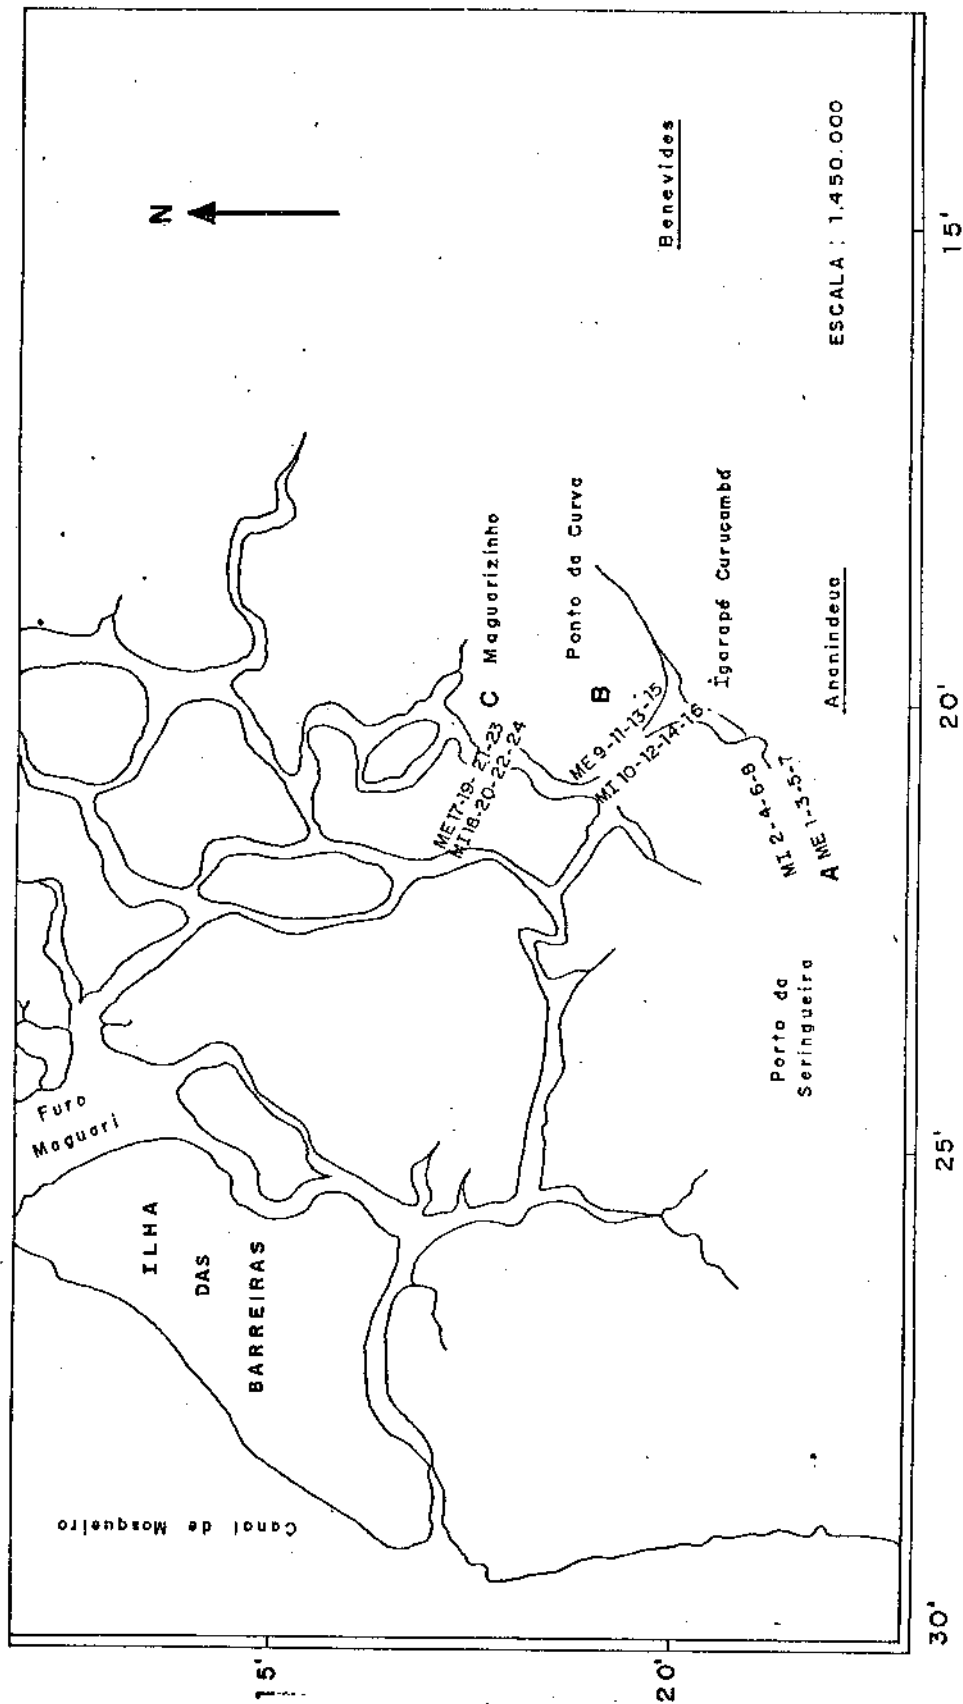 N
Benevides
ESCALA: 1.450.000
Furo
Maguari
ILHA
DAS
BARREIRAS
Canal de Mosqueiro
C Maguarizinho
ME 17-19-21-23
MI 18-20-22-24
Ponto da Curva
B
ME 9-11-13-15
MI 10-12-14-16
Igarapé Curuçambá
Ananindeua
MI 2-4-6-8
A ME 1-3-5-7
Porto da
Seringueira
15'
20'
30'
25'
20'
15'